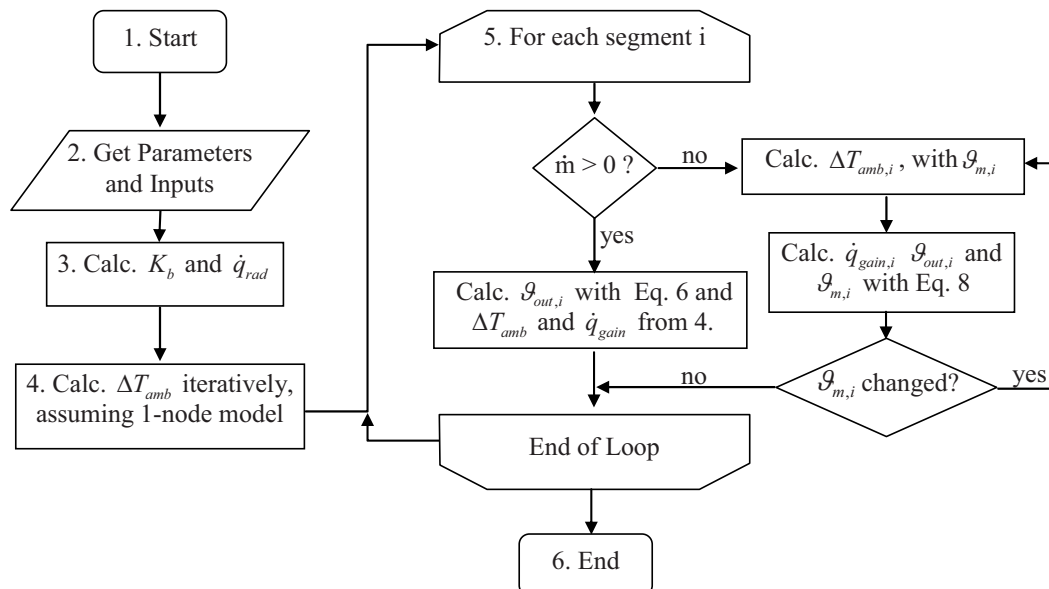 1. Start
2. Get Parameters
and Inputs
3. Calc. K_b and q̇_rad
4. Calc. ΔT_amb iteratively,
assuming 1-node model
5. For each segment i
ṁ > 0 ?
no
yes
Calc. ϑ_out,i with Eq. 6 and
ΔT_amb and q̇_gain from 4.
Calc. ΔT_amb,i , with ϑ_m,i
Calc. q̇_gain,i ϑ_out,i and
ϑ_m,i with Eq. 8
ϑ_m,i changed?
no
yes
End of Loop
6. End